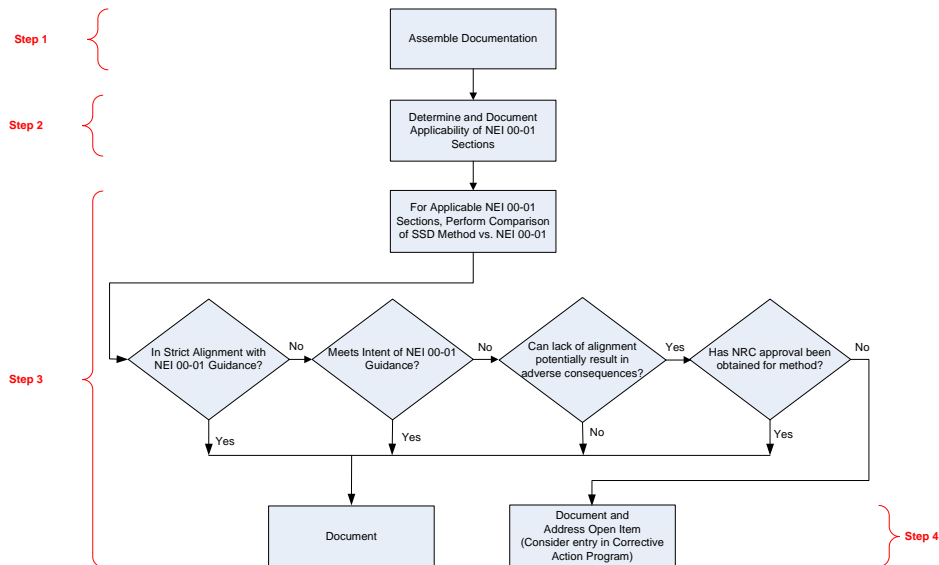 Step 1
Assemble Documentation
Step 2
Determine and Document
Applicability of NEI 00-01
Sections
For Applicable NEI 00-01
Sections, Perform Comparison
of SSD Method vs. NEI 00-01
Step 3
In Strict Alignment with
NEI 00-01 Guidance?
No
Meets Intent of NEI 00-01
Guidance?
No
Can lack of alignment
potentially result in
adverse consequences?
Yes
Has NRC approval been
obtained for method?
No
Yes
Yes
No
Yes
Document
Document and
Address Open Item
(Consider entry in Corrective
Action Program)
Step 4